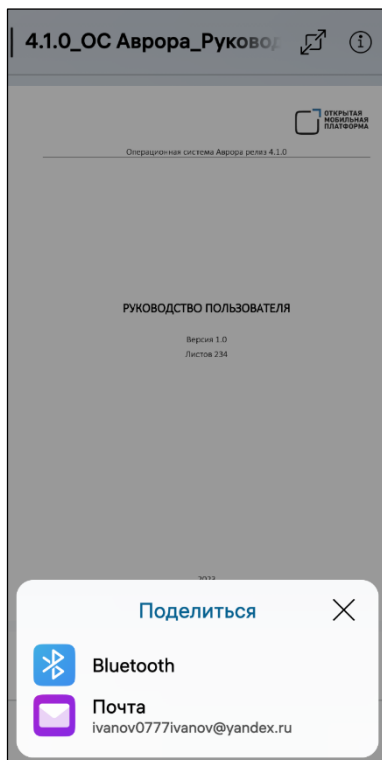 4.1.0_ОС Аврора_Руково
ОТКРЫТАЯ
МОБИЛЬНАЯ
ПЛАТФОРМА
Операционная система Аврора релиз 4.1.0
РУКОВОДСТВО ПОЛЬЗОВАТЕЛЯ
Версия 1.0
Листов 234
2023
Поделиться
Bluetooth
Почта
ivanov0777ivanov@yandex.ru